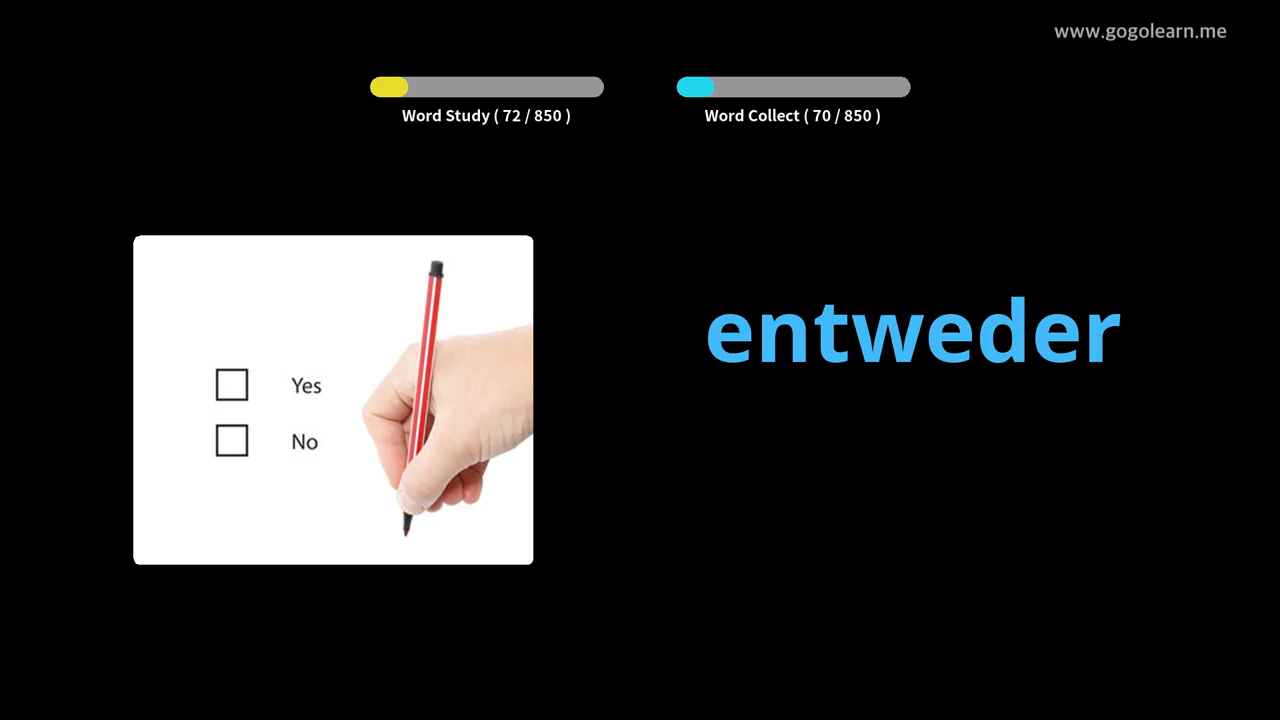 www.gogolearn.me
Word Study ( 72 / 850 )
Word Collect ( 70 / 850 )
entweder
Yes
No